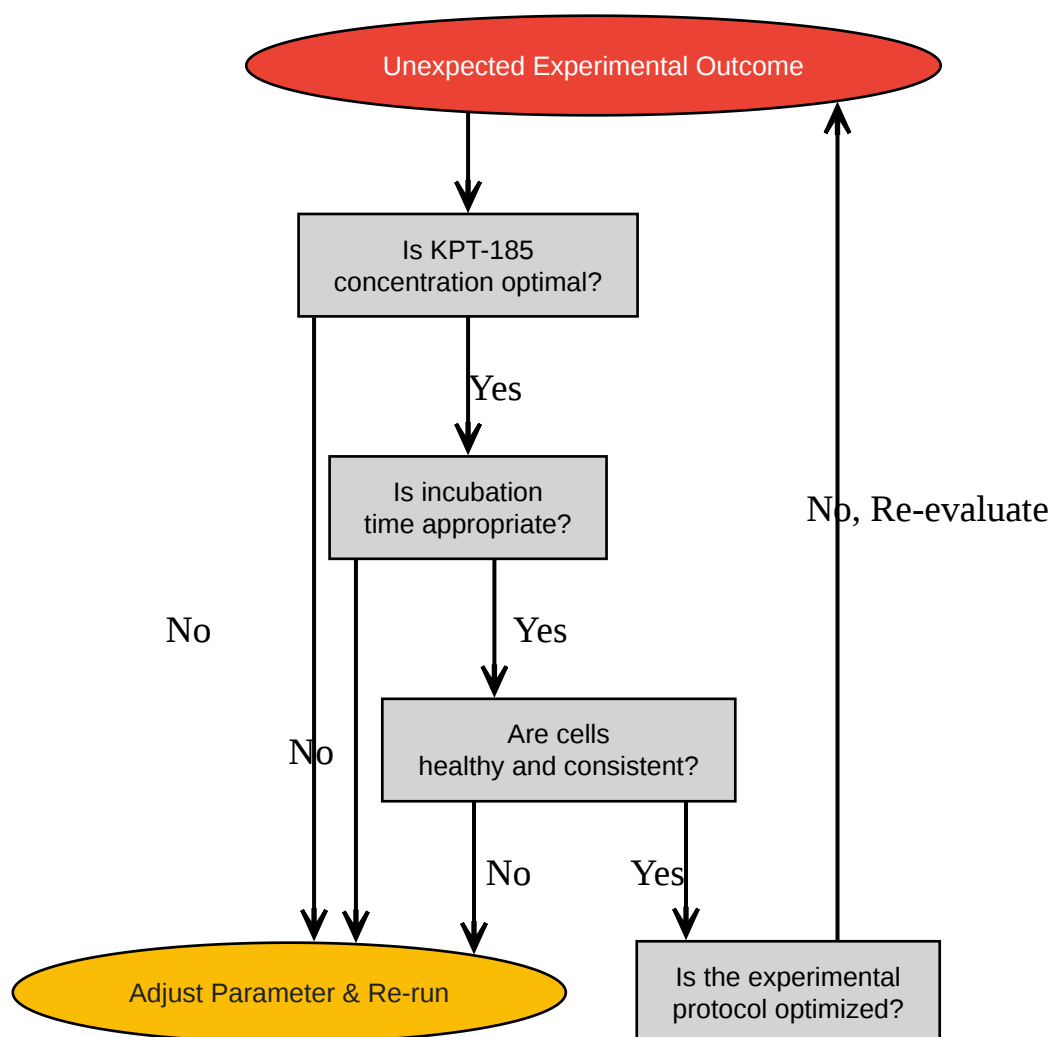 Unexpected Experimental Outcome
Is KPT-185
concentration optimal?
Yes
Is incubation
time appropriate?
No, Re-evaluate
No
Yes
Are cells
healthy and consistent?
No
No
Yes
Adjust Parameter & Re-run
Is the experimental
protocol optimized?